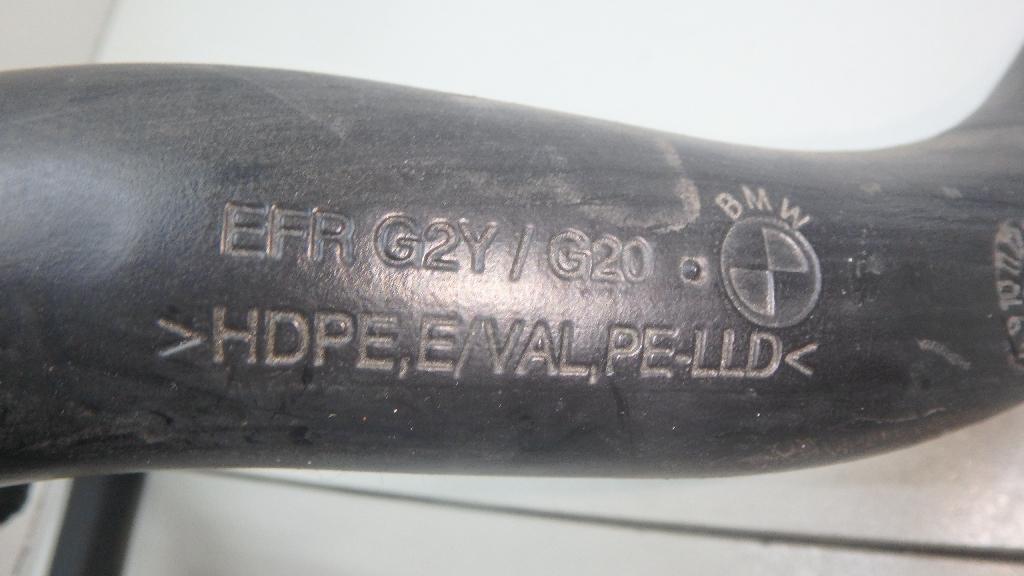 EFR G2Y / G20
BMW
>HDPE,E/VAL,PE-LLD<